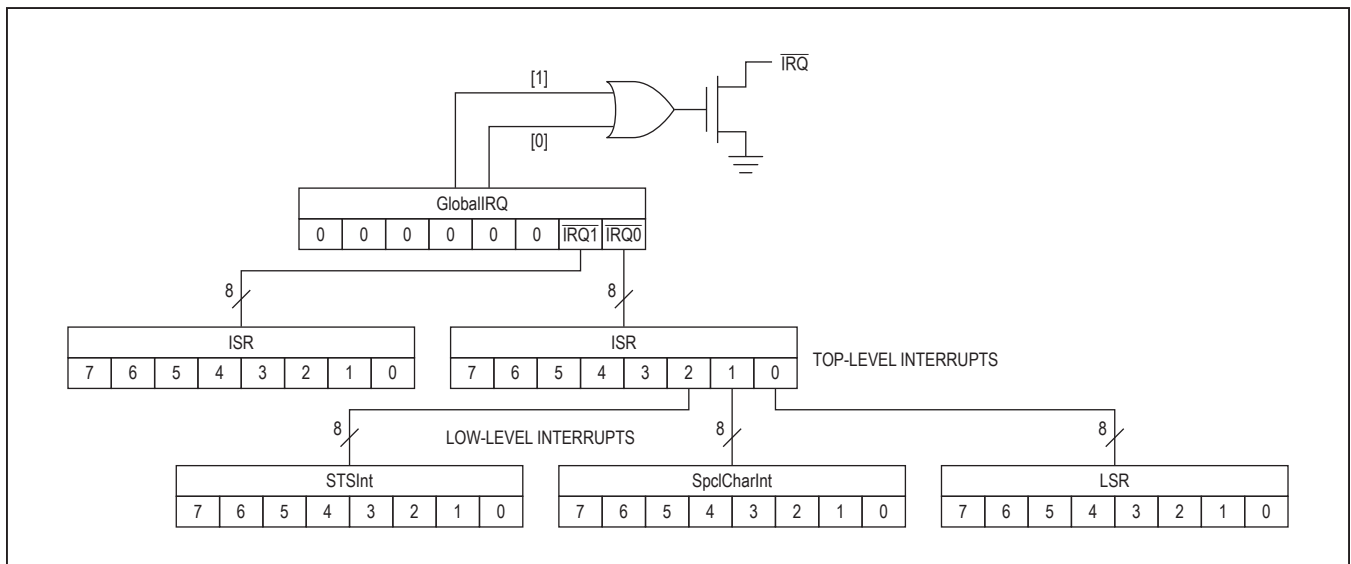 IRQ
[1]
[0]
GlobalIRQ
0 0 0 0 0 0 IRQ1 IRQ0
8 8
ISR ISR
7 6 5 4 3 2 1 0 7 6 5 4 3 2 1 0
TOP-LEVEL INTERRUPTS
8 LOW-LEVEL INTERRUPTS 8 8
STSInt SpclCharInt LSR
7 6 5 4 3 2 1 0 7 6 5 4 3 2 1 0 7 6 5 4 3 2 1 0